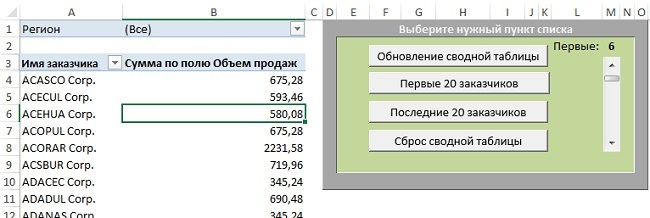 A B C D E F G H I J K L M N O
1 Регион (Все) Выберите нужный пункт списка
2 Обновление сводной таблицы Первые: 6
3 Имя заказчика Сумма по полю Объем продаж
4 ACASCO Corp. 675,28 Первые 20 заказчиков
5 ACECUL Corp. 593,46
6 ACEHUA Corp. 580,08 Последние 20 заказчиков
7 ACOPUL Corp. 675,28
8 ACORAR Corp. 2231,58 Сброс сводной таблицы
9 ACSBUR Corp. 719,96
10 ADACEC Corp. 345,24
11 ADADUL Corp. 690,48
12 ADANAS Corp. 345,24